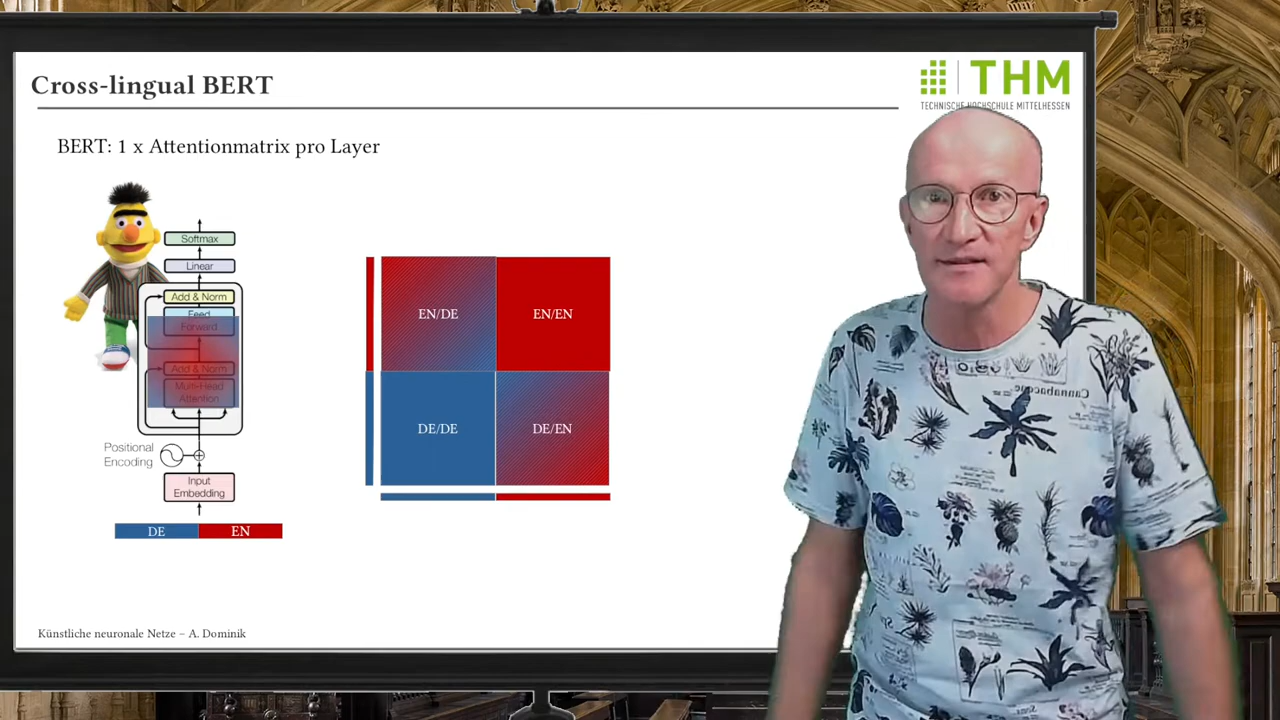 Cross-lingual BERT
THM
TECHNISCHE HOCHSCHULE MITTELHESSEN
BERT: 1 x Attentionmatrix pro Layer
Softmax
Linear
Add & Norm
Feed
Forward
Add & Norm
Multi-Head
Attention
Positional
Encoding
Input
Embedding
DE EN
EN/DE EN/EN
DE/DE DE/EN
Cannabaceae
Künstliche neuronale Netze – A. Dominik